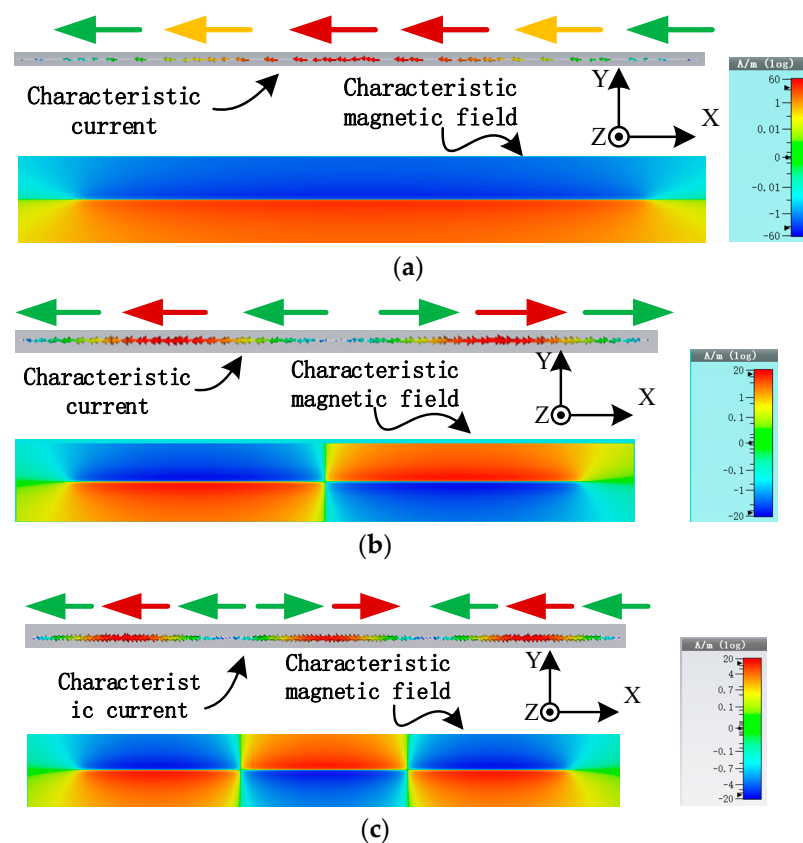 A/m (log)
Characteristic
current
Characteristic
magnetic field
Y
X
Z
60
1
0.01
0
-0.01
-1
-60
(a)
Characteristic
current
Characteristic
magnetic field
Y
X
Z
A/m (log)
20
1
0.1
0
-0.1
-1
-20
(b)
Characterist
ic current
Characteristic
magnetic field
Y
X
Z
A/m (log)
20
4
0.7
0.1
0
-0.1
-0.7
-4
-20
(c)